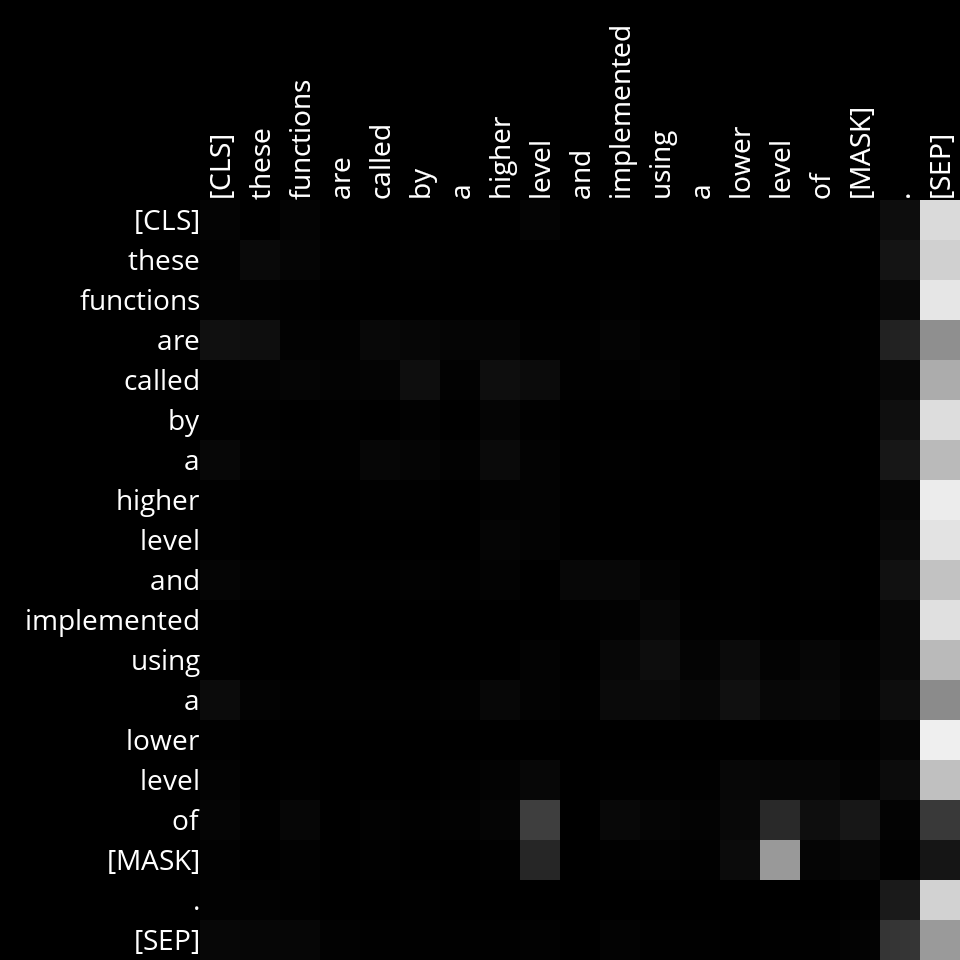 [CLS] these functions are called by a higher level and implemented using a lower level of [MASK] . [SEP]
[CLS]
these
functions
are
called
by
a
higher
level
and
implemented
using
a
lower
level
of
[MASK]
.
[SEP]